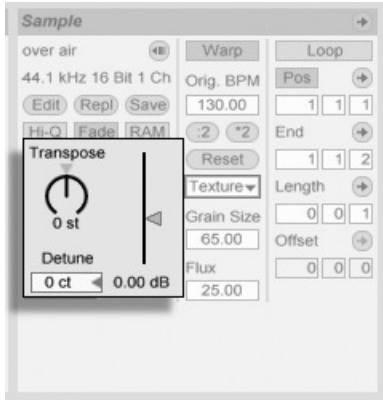 Sample
over air
44.1 kHz 16 Bit 1 Ch
Edit Repl Save
Hi-Q Fade RAM
Transpose
0 st
Detune
0 ct 0.00 dB
Warp
Orig. BPM
130.00
:2 *2
Reset
Texture
Grain Size
65.00
Flux
25.00
Loop
Pos
1 1 1
End
1 1 2
Length
0 0 1
Offset
0 0 0